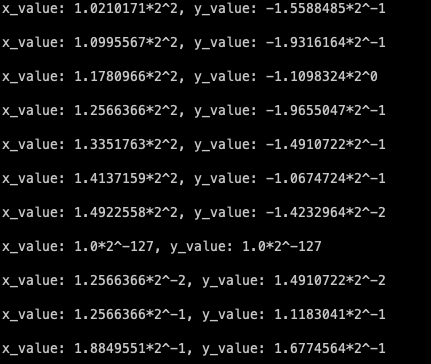 x_value: 1.0210171*2^2, y_value: -1.5588485*2^-1
x_value: 1.0995567*2^2, y_value: -1.9316164*2^-1
x_value: 1.1780966*2^2, y_value: -1.1098324*2^0
x_value: 1.2566366*2^2, y_value: -1.9655047*2^-1
x_value: 1.3351763*2^2, y_value: -1.4910722*2^-1
x_value: 1.4137159*2^2, y_value: -1.0674724*2^-1
x_value: 1.4922558*2^2, y_value: -1.4232964*2^-2
x_value: 1.0*2^-127, y_value: 1.0*2^-127
x_value: 1.2566366*2^-2, y_value: 1.4910722*2^-2
x_value: 1.2566366*2^-1, y_value: 1.1183041*2^-1
x_value: 1.8849551*2^-1, y_value: 1.6774564*2^-1